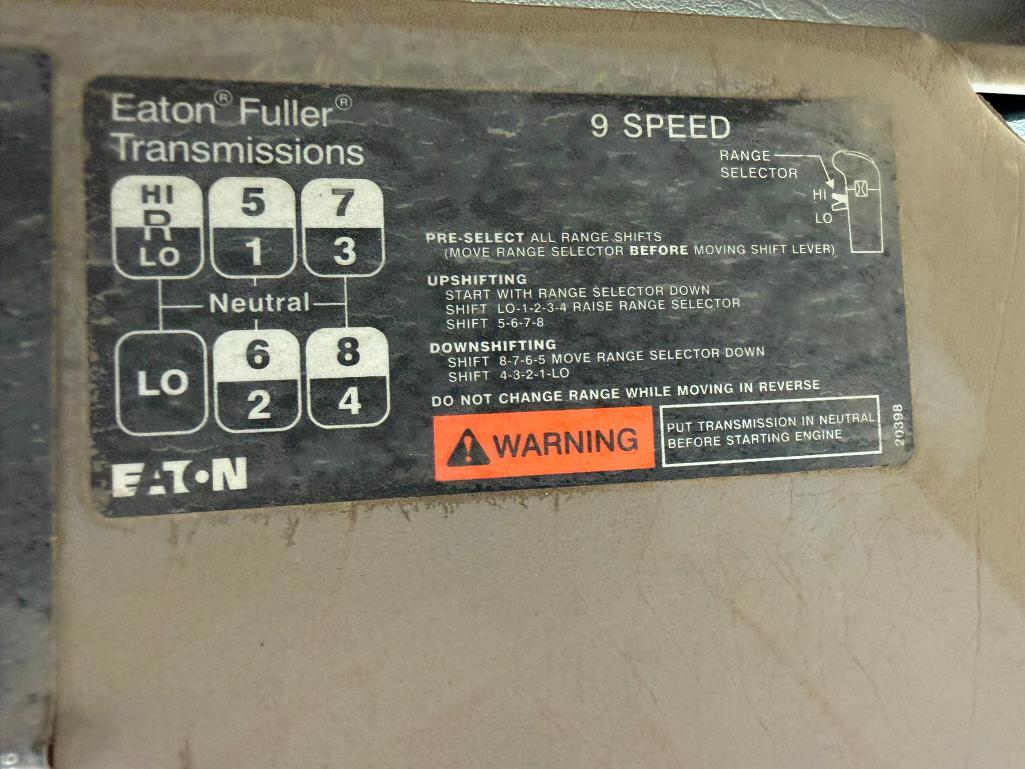 Eaton® Fuller®
Transmissions
9 SPEED
RANGE
SELECTOR
HI
LO
HI
R
LO
5
1
7
3
Neutral
LO
6
2
8
4
PRE-SELECT ALL RANGE SHIFTS
(MOVE RANGE SELECTOR BEFORE MOVING SHIFT LEVER)
UPSHIFTING
START WITH RANGE SELECTOR DOWN
SHIFT LO-1-2-3-4 RAISE RANGE SELECTOR
SHIFT 5-6-7-8
DOWNSHIFTING
SHIFT 8-7-6-5 MOVE RANGE SELECTOR DOWN
SHIFT 4-3-2-1-LO
DO NOT CHANGE RANGE WHILE MOVING IN REVERSE
WARNING
PUT TRANSMISSION IN NEUTRAL
BEFORE STARTING ENGINE
20398
EATON